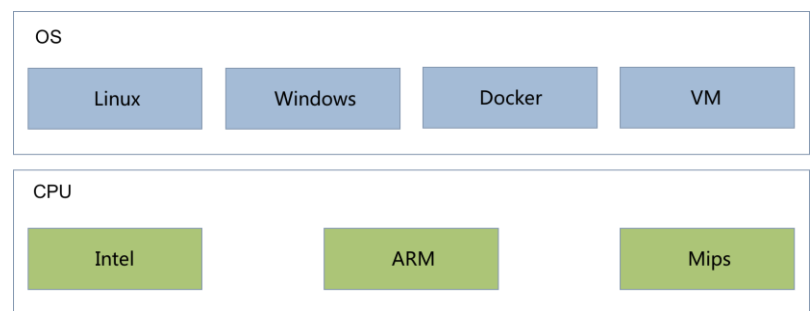 OS
Linux
Windows
Docker
VM
CPU
Intel
ARM
Mips